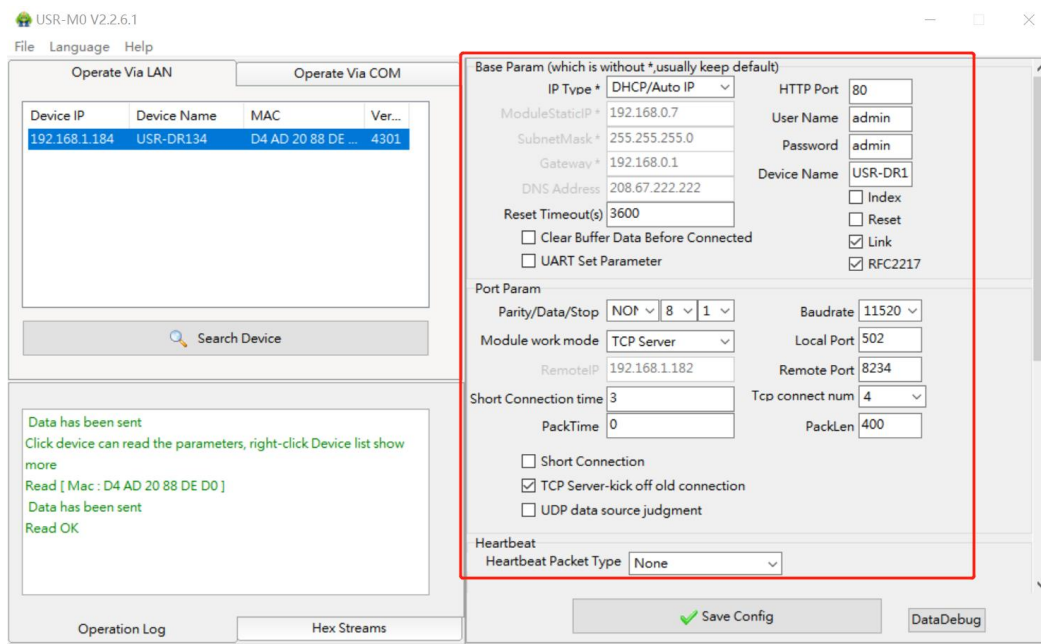 USR-M0 V2.2.6.1
File Language Help
Operate Via LAN
Operate Via COM
Device IP Device Name MAC Ver...
192.168.1.184 USR-DR134 D4 AD 20 88 DE ... 4301
Search Device
Data has been sent
Click device can read the parameters, right-click Device list show
more
Read [ Mac : D4 AD 20 88 DE D0 ]
Data has been sent
Read OK
Operation Log
Hex Streams
Base Param (which is without *,usually keep default)
IP Type * DHCP/Auto IP
ModuleStaticIP * 192.168.0.7
SubnetMask * 255.255.255.0
Gateway * 192.168.0.1
DNS Address 208.67.222.222
Reset Timeout(s) 3600
Clear Buffer Data Before Connected
UART Set Parameter
HTTP Port 80
User Name admin
Password admin
Device Name USR-DR1
Index
Reset
Link
RFC2217
Port Param
Parity/Data/Stop NON 8 1
Module work mode TCP Server
RemoteIP 192.168.1.182
Short Connection time 3
PackTime 0
Baudrate 11520
Local Port 502
Remote Port 8234
Tcp connect num 4
PackLen 400
Short Connection
TCP Server-kick off old connection
UDP data source judgment
Heartbeat
Heartbeat Packet Type None
Save Config
DataDebug